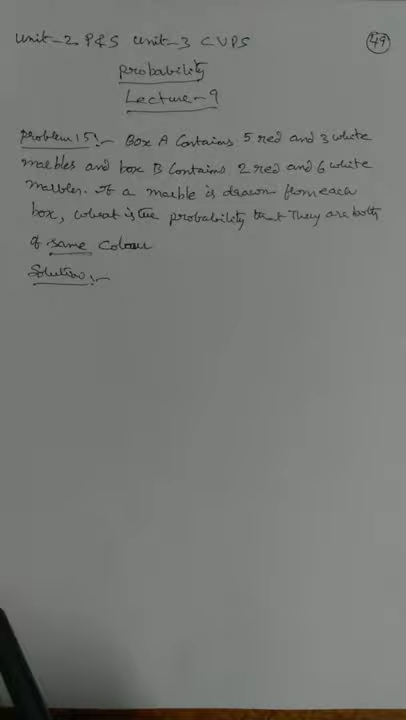 Unit-2 P&S Unit-3 CVPS
49
Probability
Lecture-9
Problem 15:- Box A Contains 5 red and 3 white
marbles and box B Contains 2 red and 6 white
marbles. If a marble is drawn from each
box, what is the probability that They are both
of same Colour
Solution:-